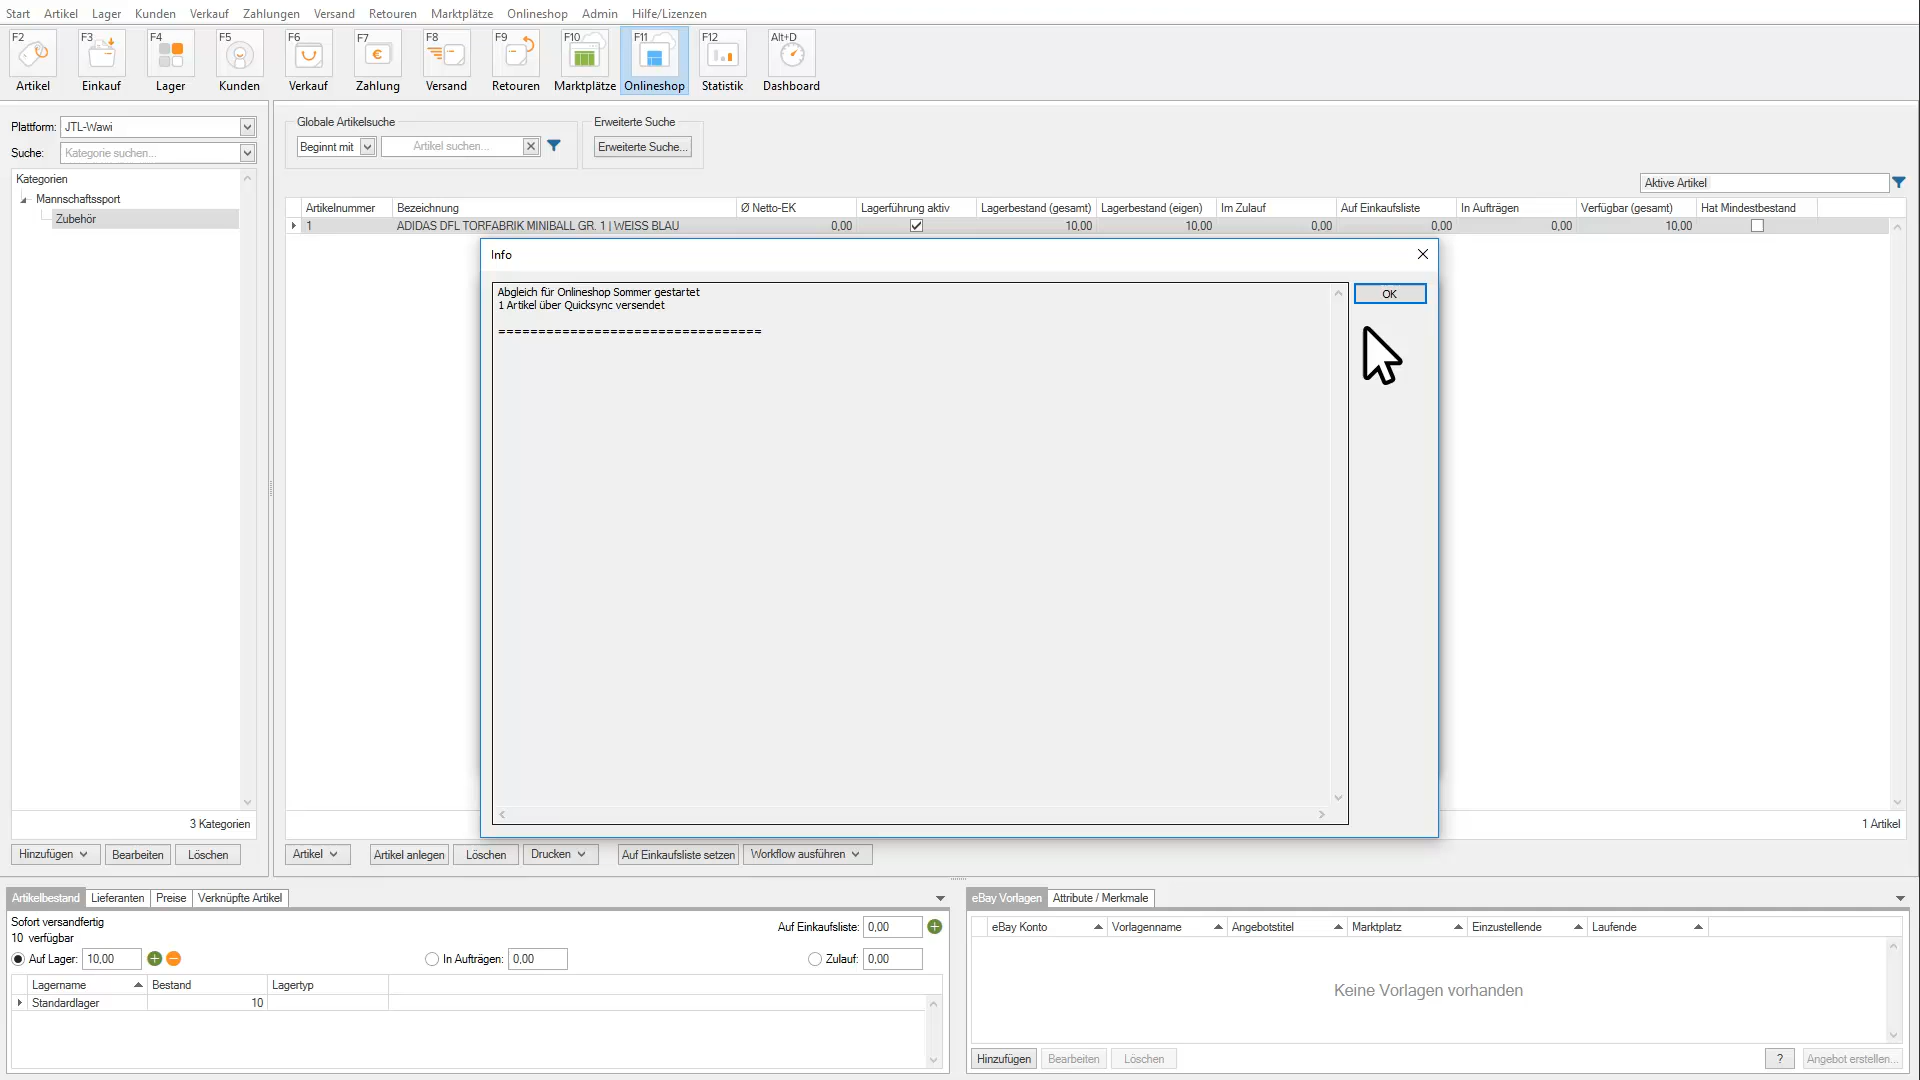 Start Artikel Lager Kunden Verkauf Zahlungen Versand Retouren Marktplätze Onlineshop Admin Hilfe/Lizenzen
F2 F3 F4 F5 F6 F7 F8 F9 F10 F11 F12 Alt+D
Artikel Einkauf Lager Kunden Verkauf Zahlung Versand Retouren Marktplätze Onlineshop Statistik Dashboard
Plattform: JTL-Wawi
Suche: Kategorie suchen...
Kategorien
Mannschaftssport
Zubehör
3 Kategorien
Hinzufügen Bearbeiten Löschen
Globale Artikelsuche
Beginnt mit Artikel suchen...
Erweiterte Suche
Erweiterte Suche...
Aktive Artikel
Artikelnummer Bezeichnung Ø Netto-EK Lagerführung aktiv Lagerbestand (gesamt) Lagerbestand (eigen) Im Zulauf Auf Einkaufsliste In Aufträgen Verfügbar (gesamt) Hat Mindestbestand
1 ADIDAS DFL TORFABRIK MINIBALL GR. 1 | WEISS BLAU 0,00 10,00 10,00 0,00 0,00 0,00 10,00
Info
Abgleich für Onlineshop Sommer gestartet
1 Artikel über Quicksync versendet
=================================
OK
1 Artikel
Artikel Artikel anlegen Löschen Drucken Auf Einkaufsliste setzen Workflow ausführen
Artikelbestand Lieferanten Preise Verknüpfte Artikel
Sofort versandfertig
10 verfügbar
Auf Einkaufsliste: 0,00
Auf Lager: 10,00 In Aufträgen: 0,00 Zulauf: 0,00
Lagername Bestand Lagertyp
Standardlager 10
eBay Vorlagen Attribute / Merkmale
eBay Konto Vorlagenname Angebotstitel Marktplatz Einzustellende Laufende
Keine Vorlagen vorhanden
Hinzufügen Bearbeiten Löschen ? Angebot erstellen...